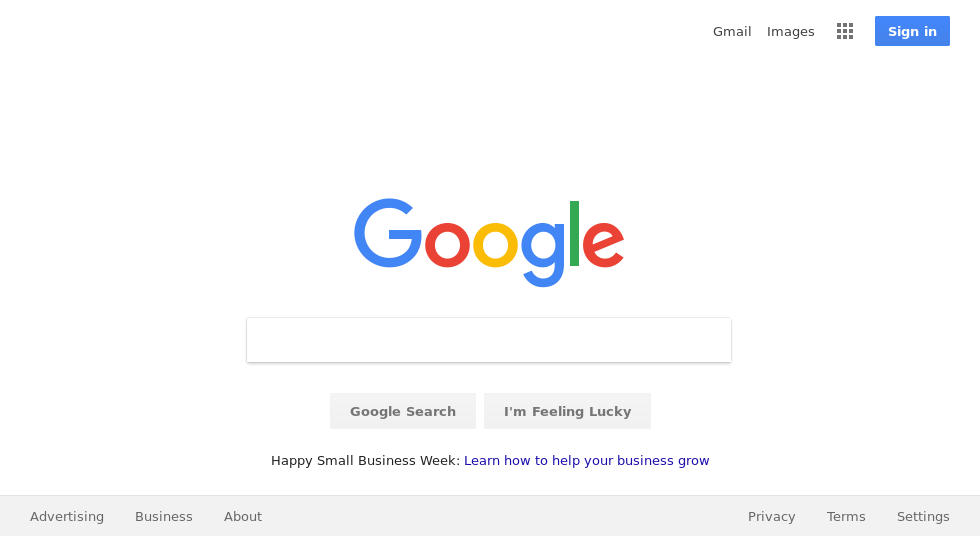 Gmail Images Sign in
Google
Google Search I'm Feeling Lucky
Happy Small Business Week: Learn how to help your business grow
Advertising Business About Privacy Terms Settings